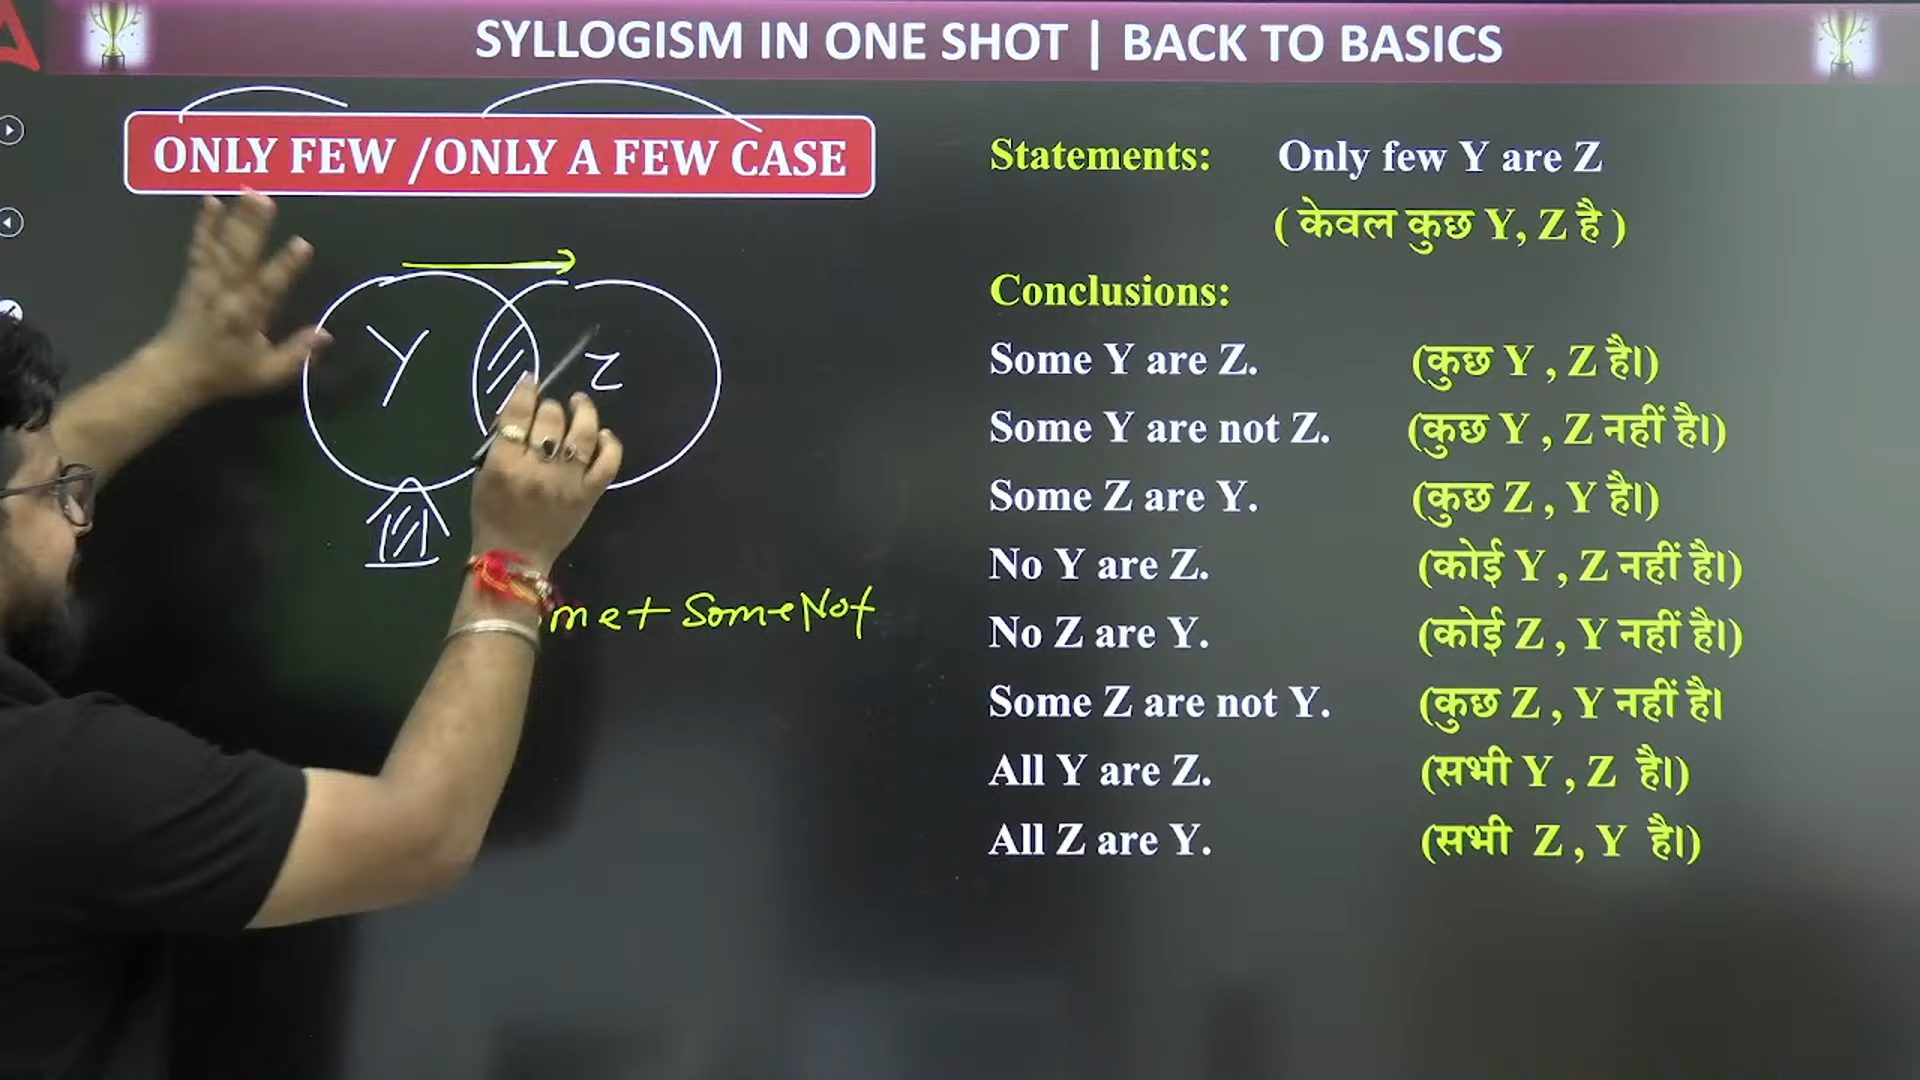 SYLLOGISM IN ONE SHOT | BACK TO BASICS
ONLY FEW /ONLY A FEW CASE
Y
Z
me + Some Not
Statements: Only few Y are Z
( केवल कुछ Y, Z है )
Conclusions:
Some Y are Z. (कुछ Y , Z है।)
Some Y are not Z. (कुछ Y , Z नहीं है।)
Some Z are Y. (कुछ Z , Y है।)
No Y are Z. (कोई Y , Z नहीं है।)
No Z are Y. (कोई Z , Y नहीं है।)
Some Z are not Y. (कुछ Z , Y नहीं है।
All Y are Z. (सभी Y , Z है।)
All Z are Y. (सभी Z , Y है।)